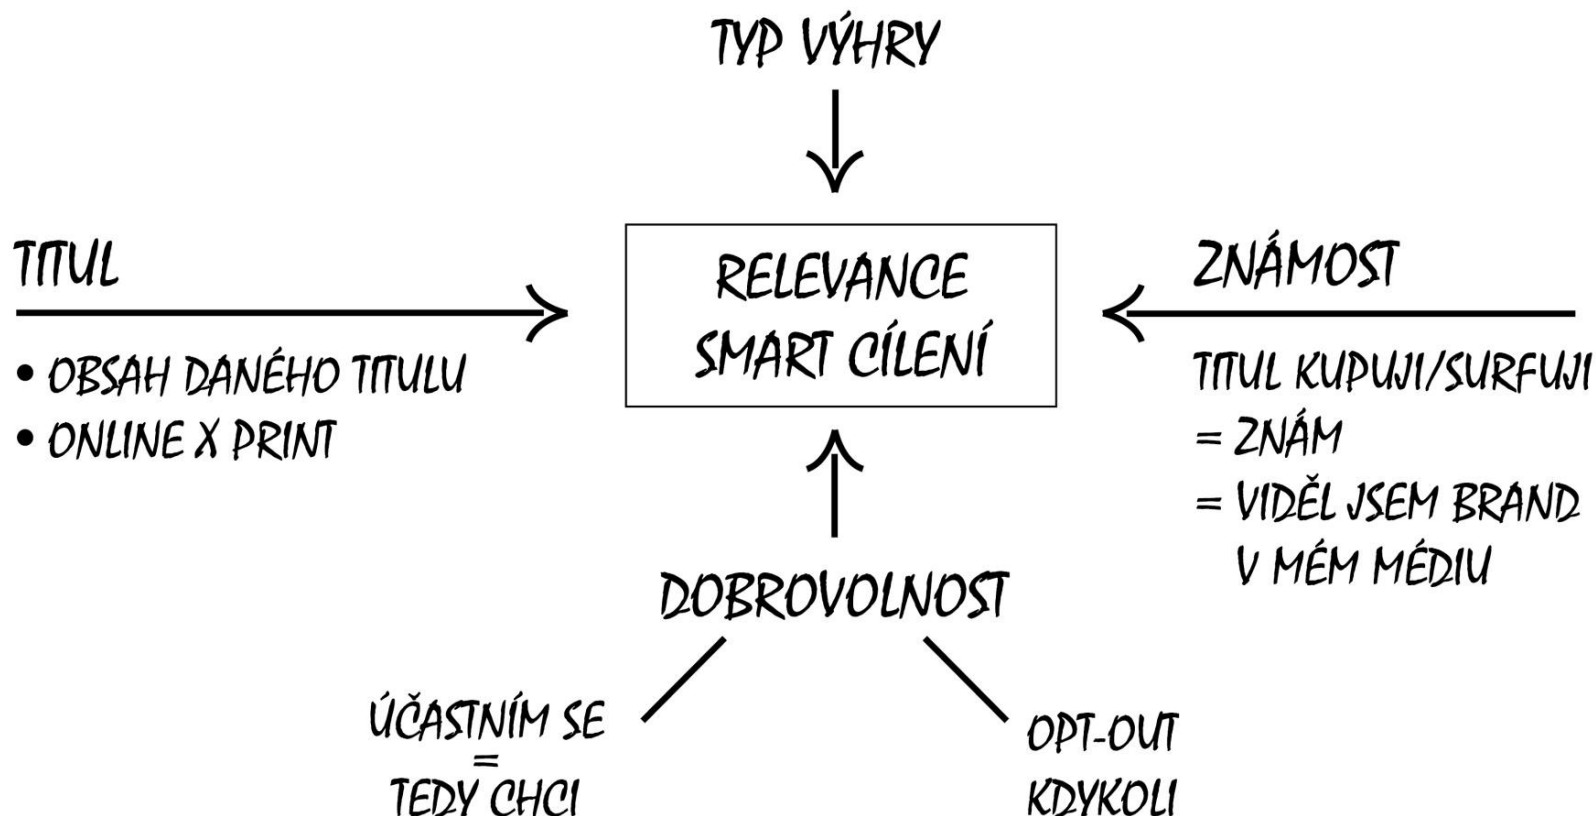 TYP VÝHRY
TITUL
• OBSAH DANÉHO TITULU
• ONLINE X PRINT
RELEVANCE
SMART CÍLENÍ
ZNÁMOST
TITUL KUPUJI/SURFUJI
= ZNÁM
= VIDĚL JSEM BRAND
V MÉM MÉDIU
DOBROVOLNOST
ÚČASTNÍM SE
=
TEDY CHCI
OPT-OUT
KDYKOLI